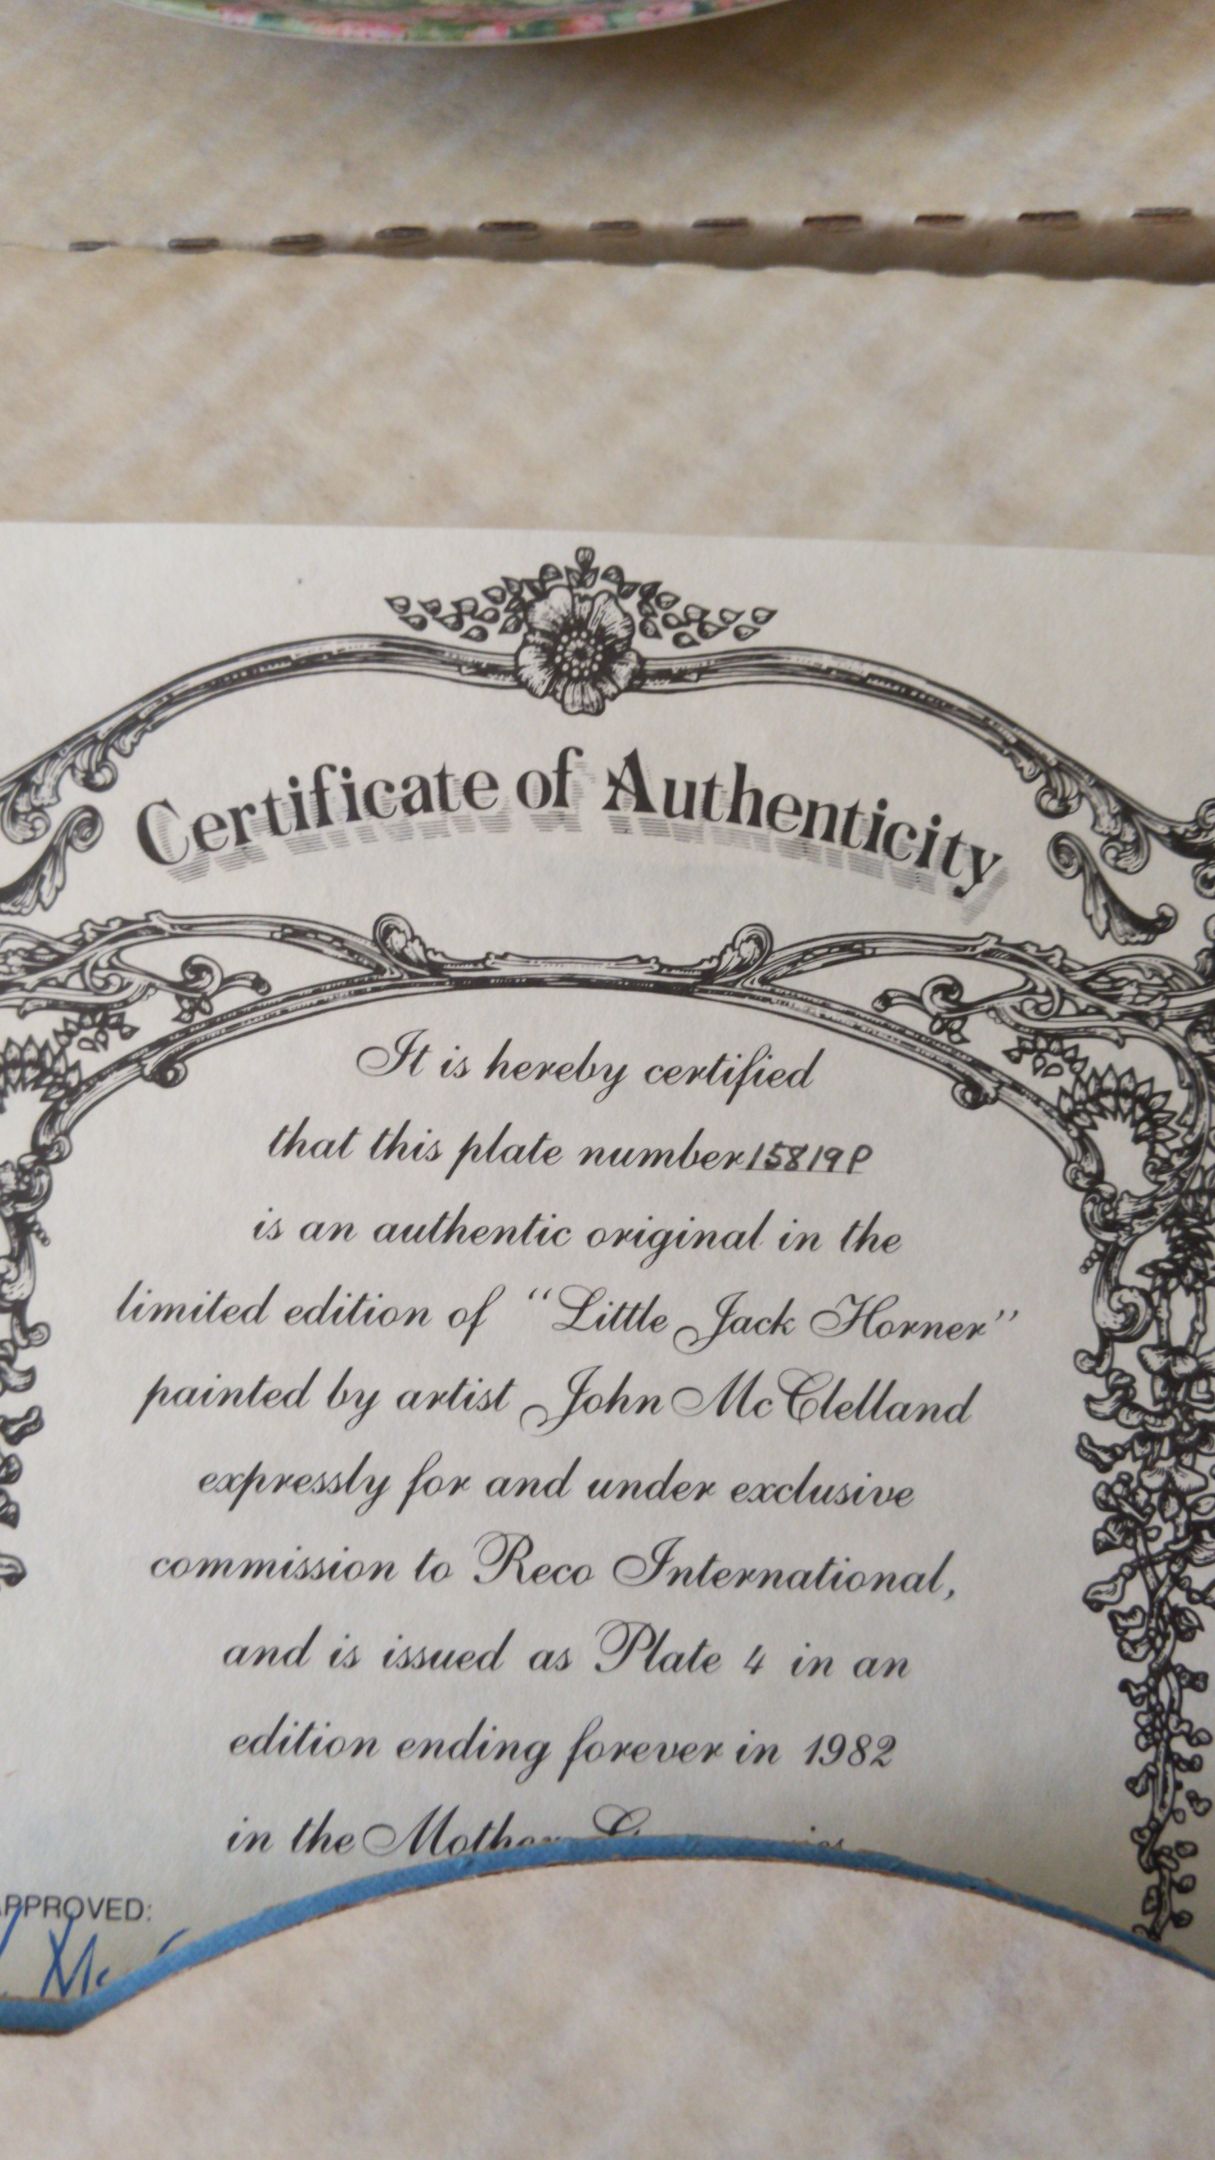 Certificate of Authenticity
It is hereby certified
that this plate number 15819P
is an authentic original in the
limited edition of “Little Jack Horner”
painted by artist John McClelland
expressly for and under exclusive
commission to Reco International,
and is issued as Plate 4 in an
edition ending forever in 1982
in the Mother
APPROVED: